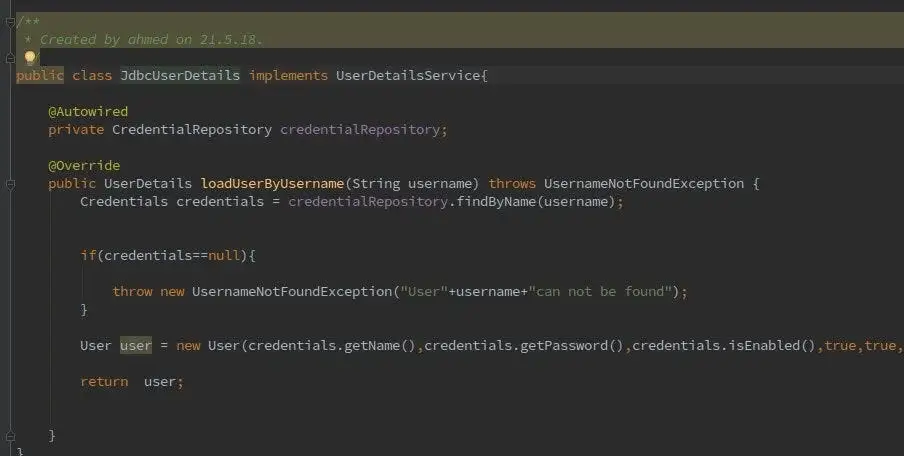 /**
* Created by ahmed on 21.5.18.
public class JdbcUserDetails implements UserDetailsService{
@Autowired
private CredentialRepository credentialRepository;
@Override
public UserDetails loadUserByUsername(String username) throws UsernameNotFoundException {
Credentials credentials = credentialRepository.findByName(username);
if(credentials==null){
throw new UsernameNotFoundException("User"+username+"can not be found");
}
User user = new User(credentials.getName(),credentials.getPassword(),credentials.isEnabled(),true,true,
return  user;
}
}